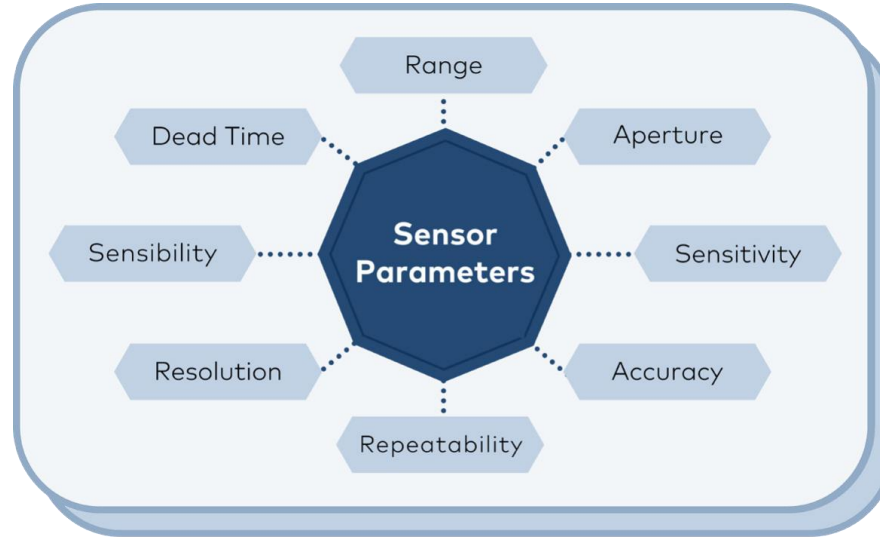 Range
Dead Time
Aperture
Sensor
Parameters
Sensibility
Sensitivity
Resolution
Accuracy
Repeatability